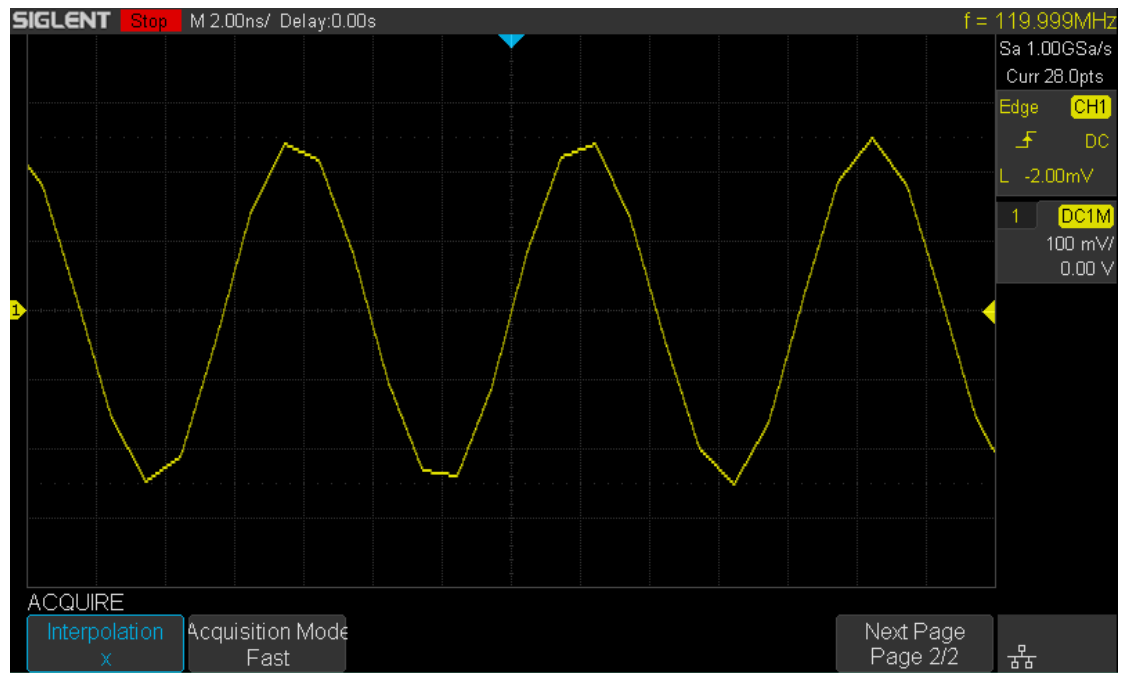 SIGLENT Stop M 2.00ns/ Delay:0.00s f = 119.999MHz
Sa 1.00GSa/s
Curr 28.0pts
Edge CH1
DC
L -2.00mV
1 DC1M
100 mV/
0.00 V
1
ACQUIRE
Interpolation
x
Acquisition Mode
Fast
Next Page
Page 2/2